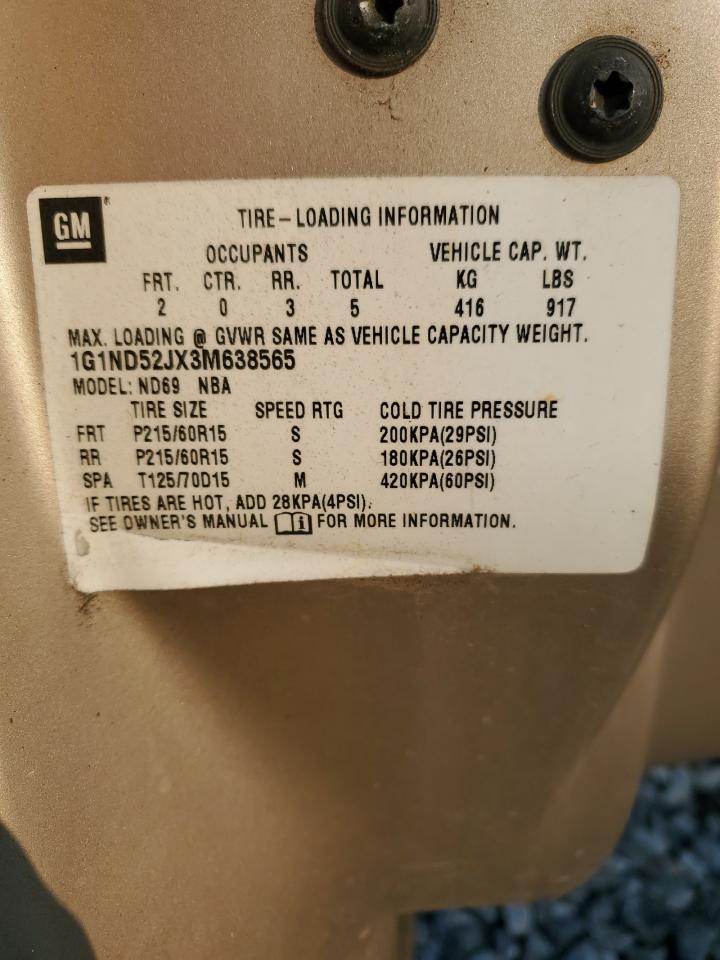 GM
TIRE-LOADING INFORMATION
OCCUPANTS VEHICLE CAP. WT.
FRT. CTR. RR. TOTAL KG LBS
2 0 3 5 416 917
MAX. LOADING @ GVWR SAME AS VEHICLE CAPACITY WEIGHT.
1G1ND52JX3M638565
MODEL: ND69 NBA
TIRE SIZE SPEED RTG COLD TIRE PRESSURE
FRT P215/60R15 S 200KPA(29PSI)
RR P215/60R15 S 180KPA(26PSI)
SPA T125/70D15 M 420KPA(60PSI)
IF TIRES ARE HOT, ADD 28KPA(4PSI).
SEE OWNER'S MANUAL i FOR MORE INFORMATION.